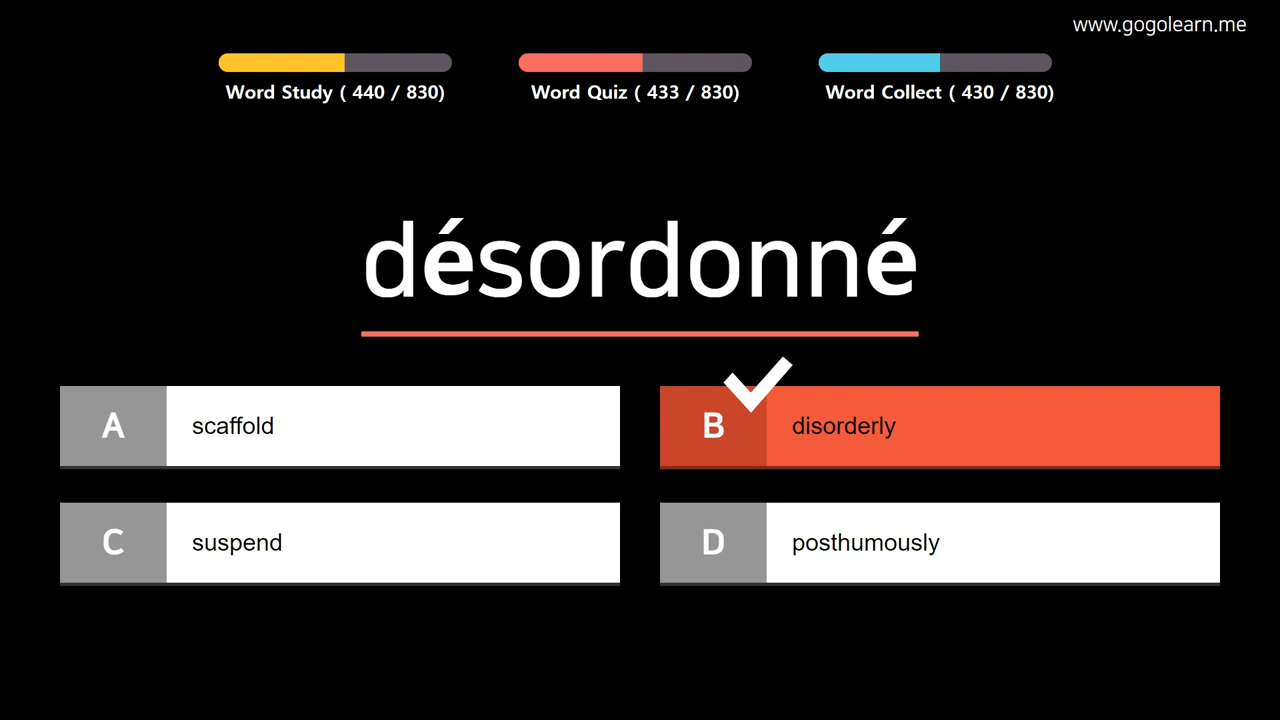 www.gogolearn.me
Word Study ( 440 / 830)
Word Quiz ( 433 / 830)
Word Collect ( 430 / 830)
désordonné
A scaffold
B disorderly
C suspend
D posthumously